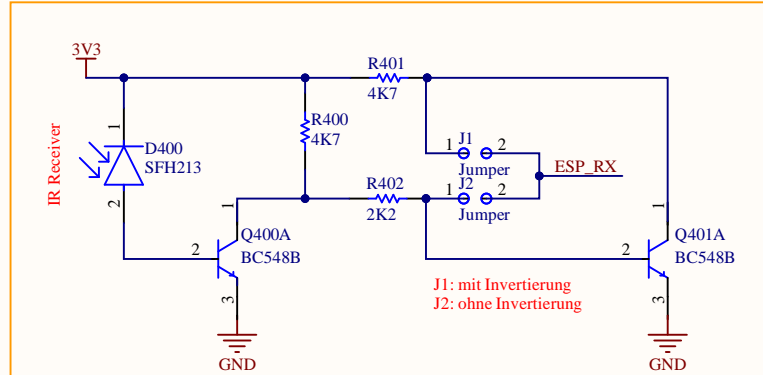 3V3
R401
4K7
R400
4K7
IR Receiver
1
D400
SFH213
2
1
J1
2
Jumper
ESP_RX
R402
2K2
1
J2
2
Jumper
1
Q400A
2
BC548B
3
GND
1
Q401A
2
BC548B
3
GND
J1: mit Invertierung
J2: ohne Invertierung